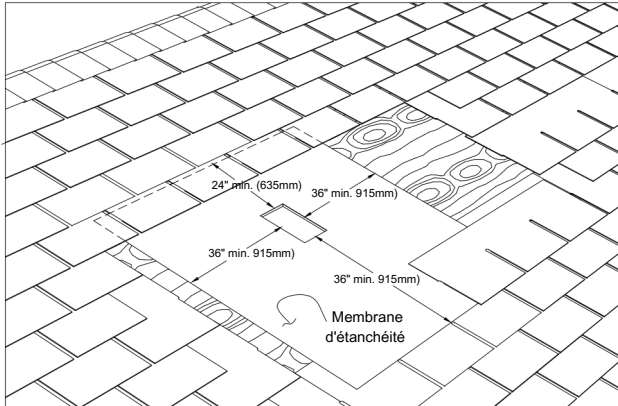 24" min. (635mm)
36" min. 915mm)
36" min. 915mm)
36" min. 915mm)
Membrane
d'étanchéité